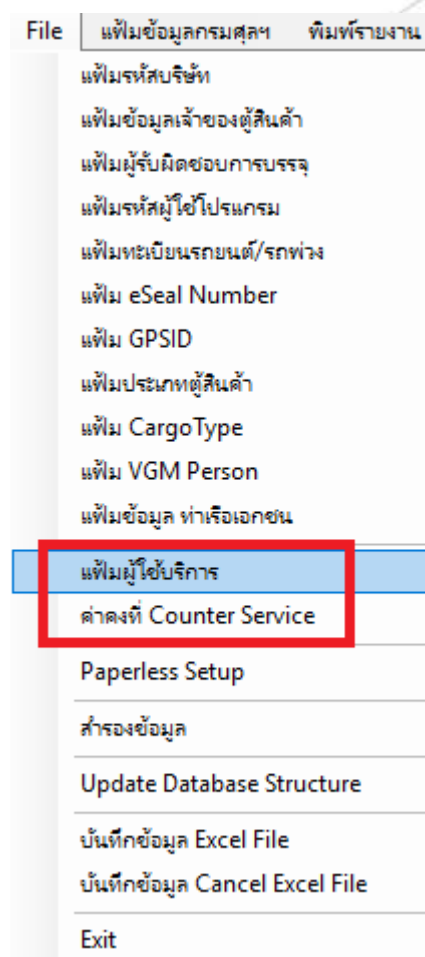 File แฟ้มข้อมูลกรมศุลฯ พิมพ์รายงาน
แฟ้มรหัสบริษัท
แฟ้มข้อมูลเจ้าของตู้สินค้า
แฟ้มผู้รับผิดชอบการบรรจุ
แฟ้มรหัสผู้ใช้โปรแกรม
แฟ้มทะเบียนรถยนต์/รถพ่วง
แฟ้ม eSeal Number
แฟ้ม GPSID
แฟ้มประเภทตู้สินค้า
แฟ้ม CargoType
แฟ้ม VGM Person
แฟ้มข้อมูล ท่าเรือเอกชน
แฟ้มผู้ใช้บริการ
ค่าคงที่ Counter Service
Paperless Setup
สำรองข้อมูล
Update Database Structure
บันทึกข้อมูล Excel File
บันทึกข้อมูล Cancel Excel File
Exit